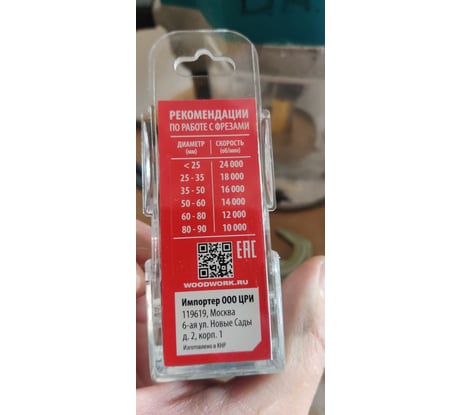 РЕКОМЕНДАЦИИ
ПО РАБОТЕ С ФРЕЗАМИ
ДИАМЕТР СКОРОСТЬ
(мм) (об/мин)
< 25 24 000
25 - 35 18 000
35 - 50 16 000
50 - 60 14 000
60 - 80 12 000
80 - 90 10 000
EAC
WOODWORK.RU
Импортер ООО ЦРИ
119619, Москва
6-ая ул. Новые Сады
д. 2, корп. 1
Изготовлено в КНР